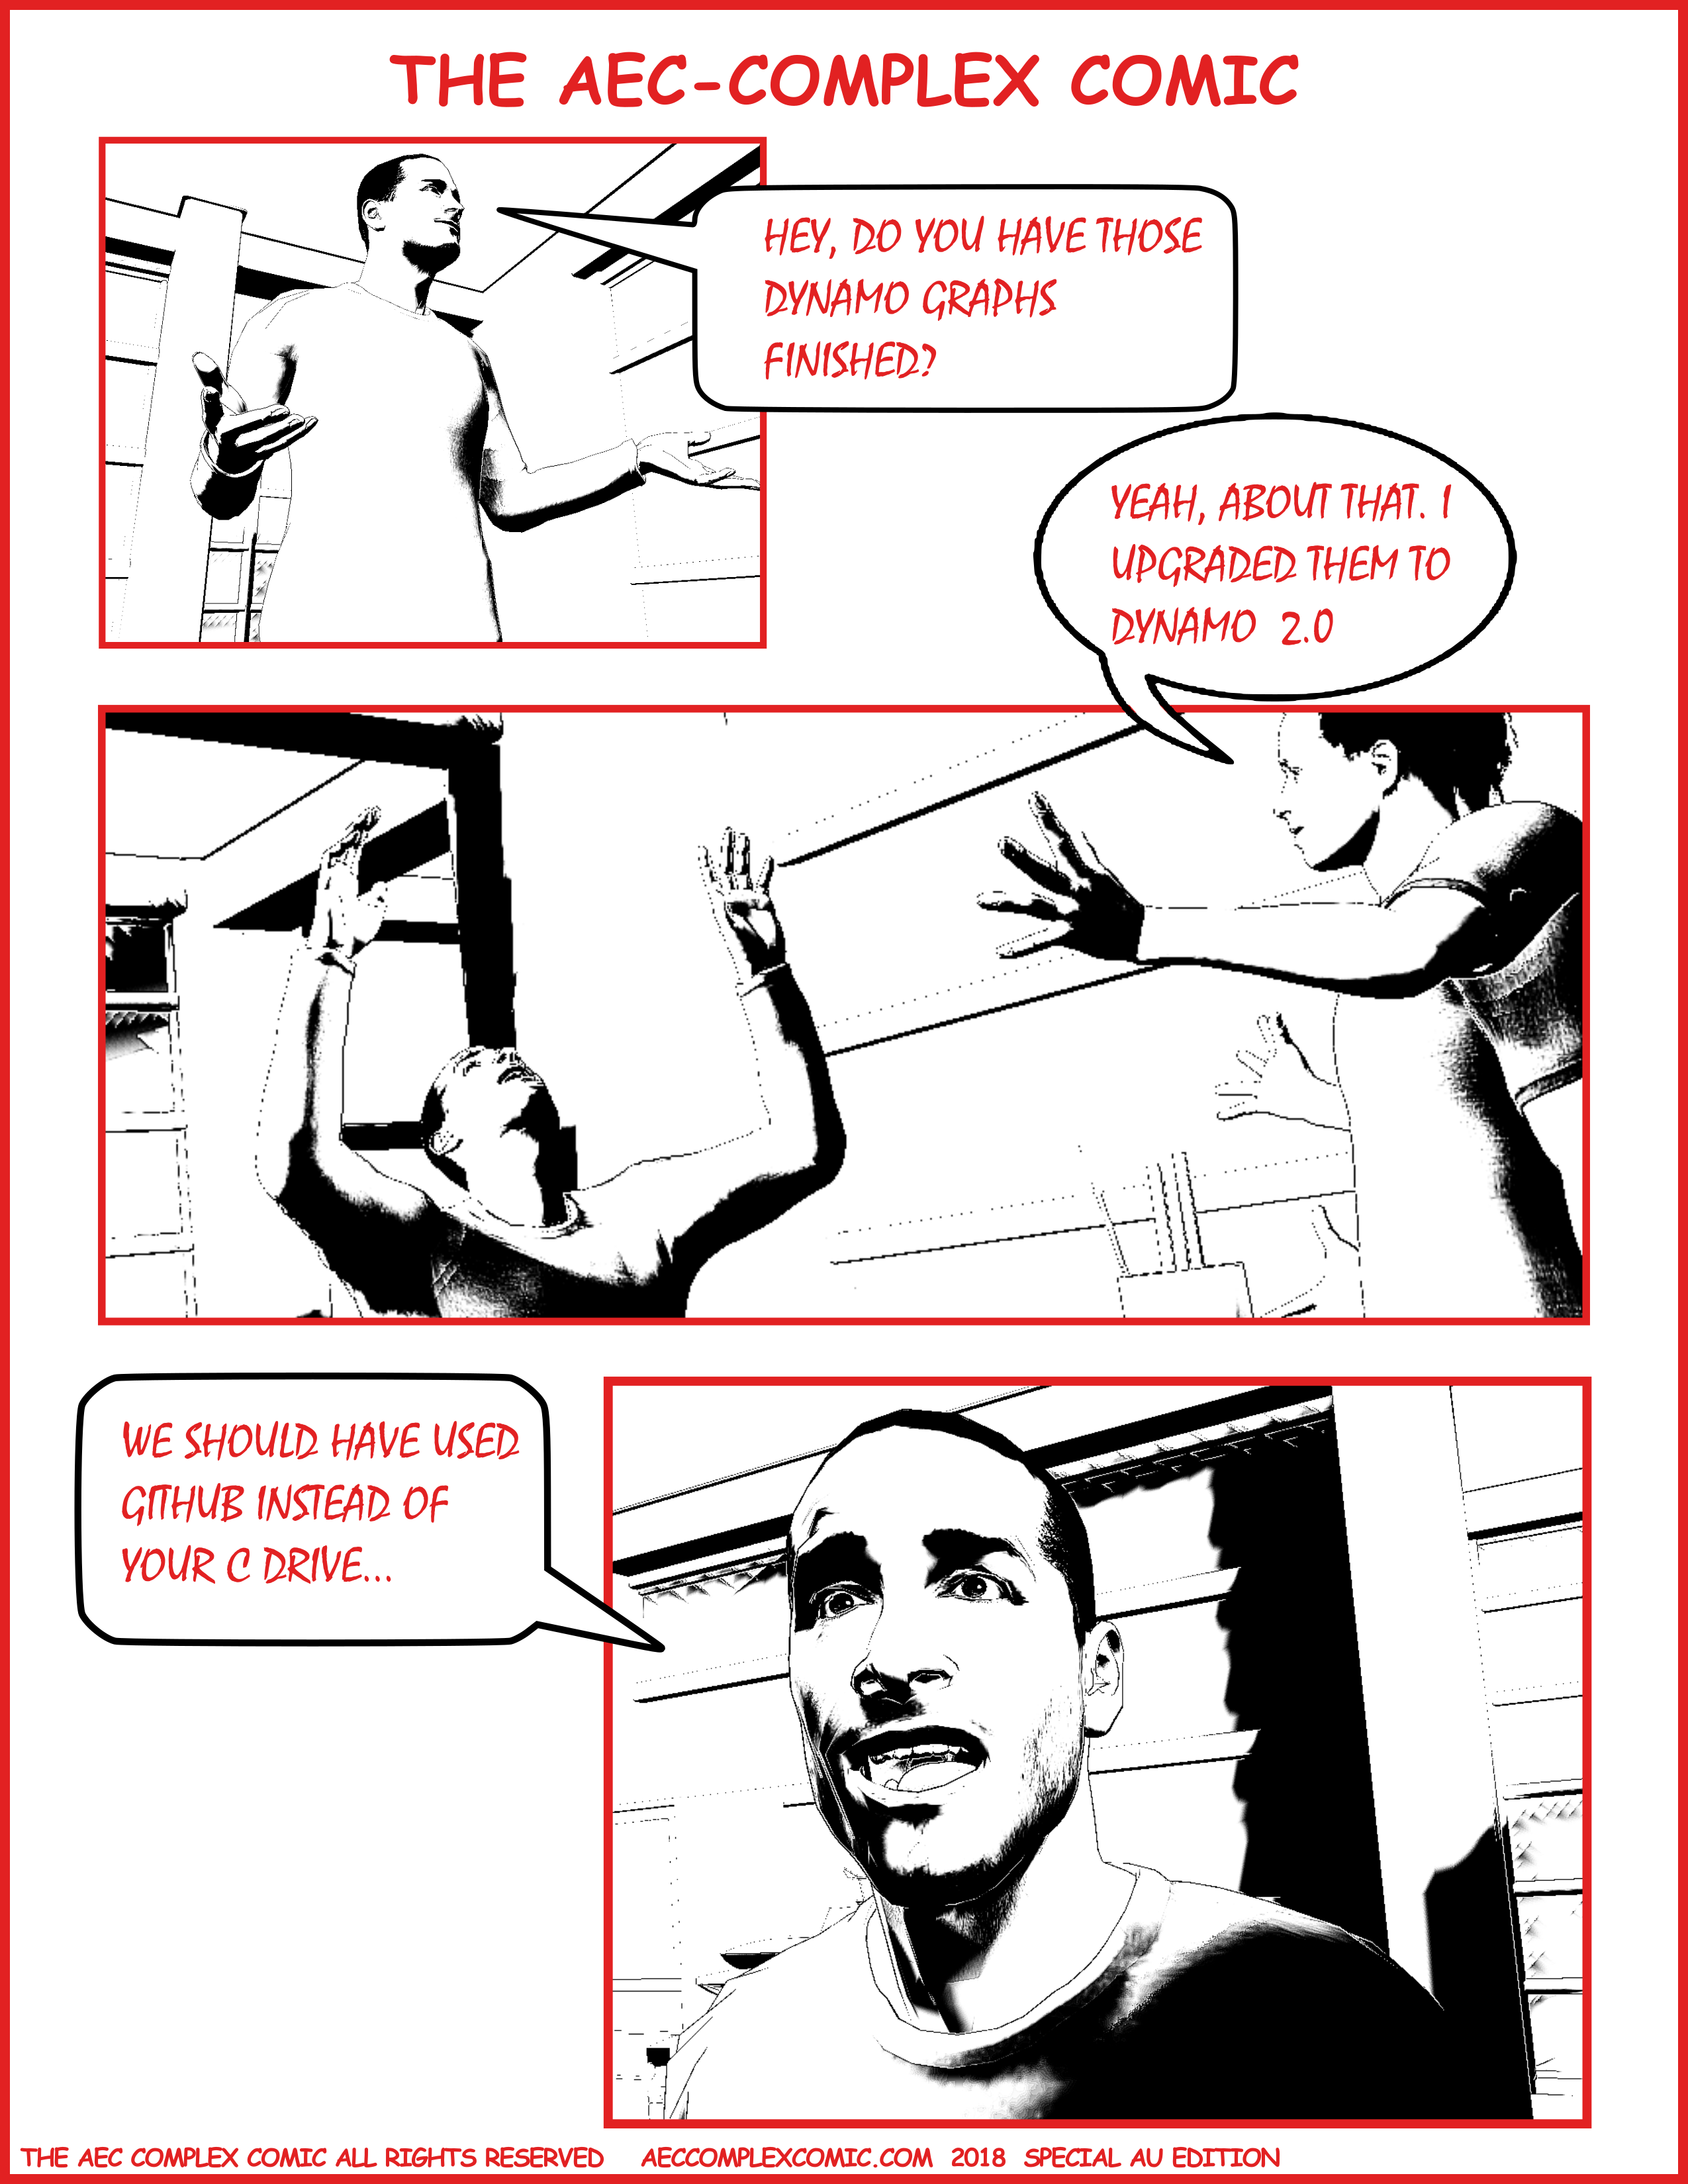 THE AEC-COMPLEX COMIC
HEY, DO YOU HAVE THOSE
DYNAMO GRAPHS
FINISHED?
YEAH, ABOUT THAT. I
UPGRADED THEM TO
DYNAMO 2.0
WE SHOULD HAVE USED
GITHUB INSTEAD OF
YOUR C DRIVE...
THE AEC COMPLEX COMIC ALL RIGHTS RESERVED AECCOMPLEXCOMIC.COM 2018 SPECIAL AU EDITION